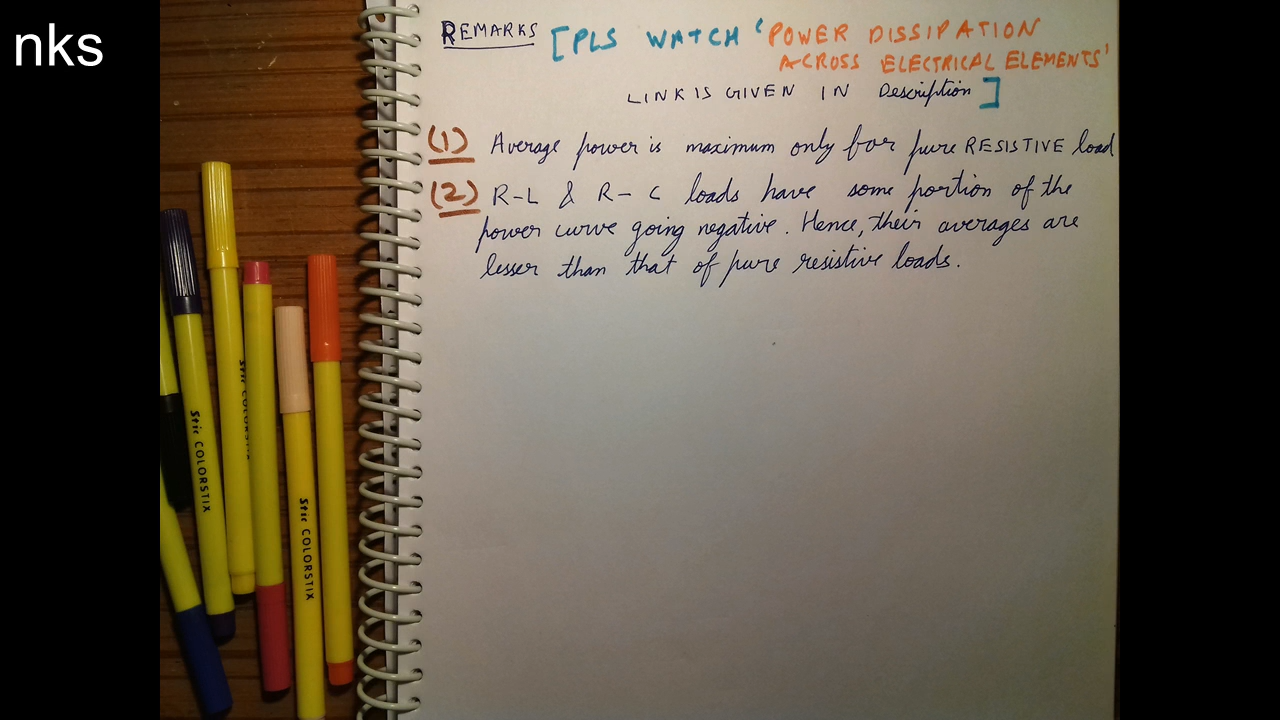 nks
REMARKS [PLS WATCH 'POWER DISSIPATION
ACROSS ELECTRICAL ELEMENTS'
LINK IS GIVEN IN Description]
(1) Average power is maximum only for pure RESISTIVE load
(2) R-L & R-C loads have some portion of the
power curve going negative. Hence, their averages are
lesser than that of pure resistive loads.
Stic COLORSTIX
Stic COLORSTIX
Stic COLORSTIX